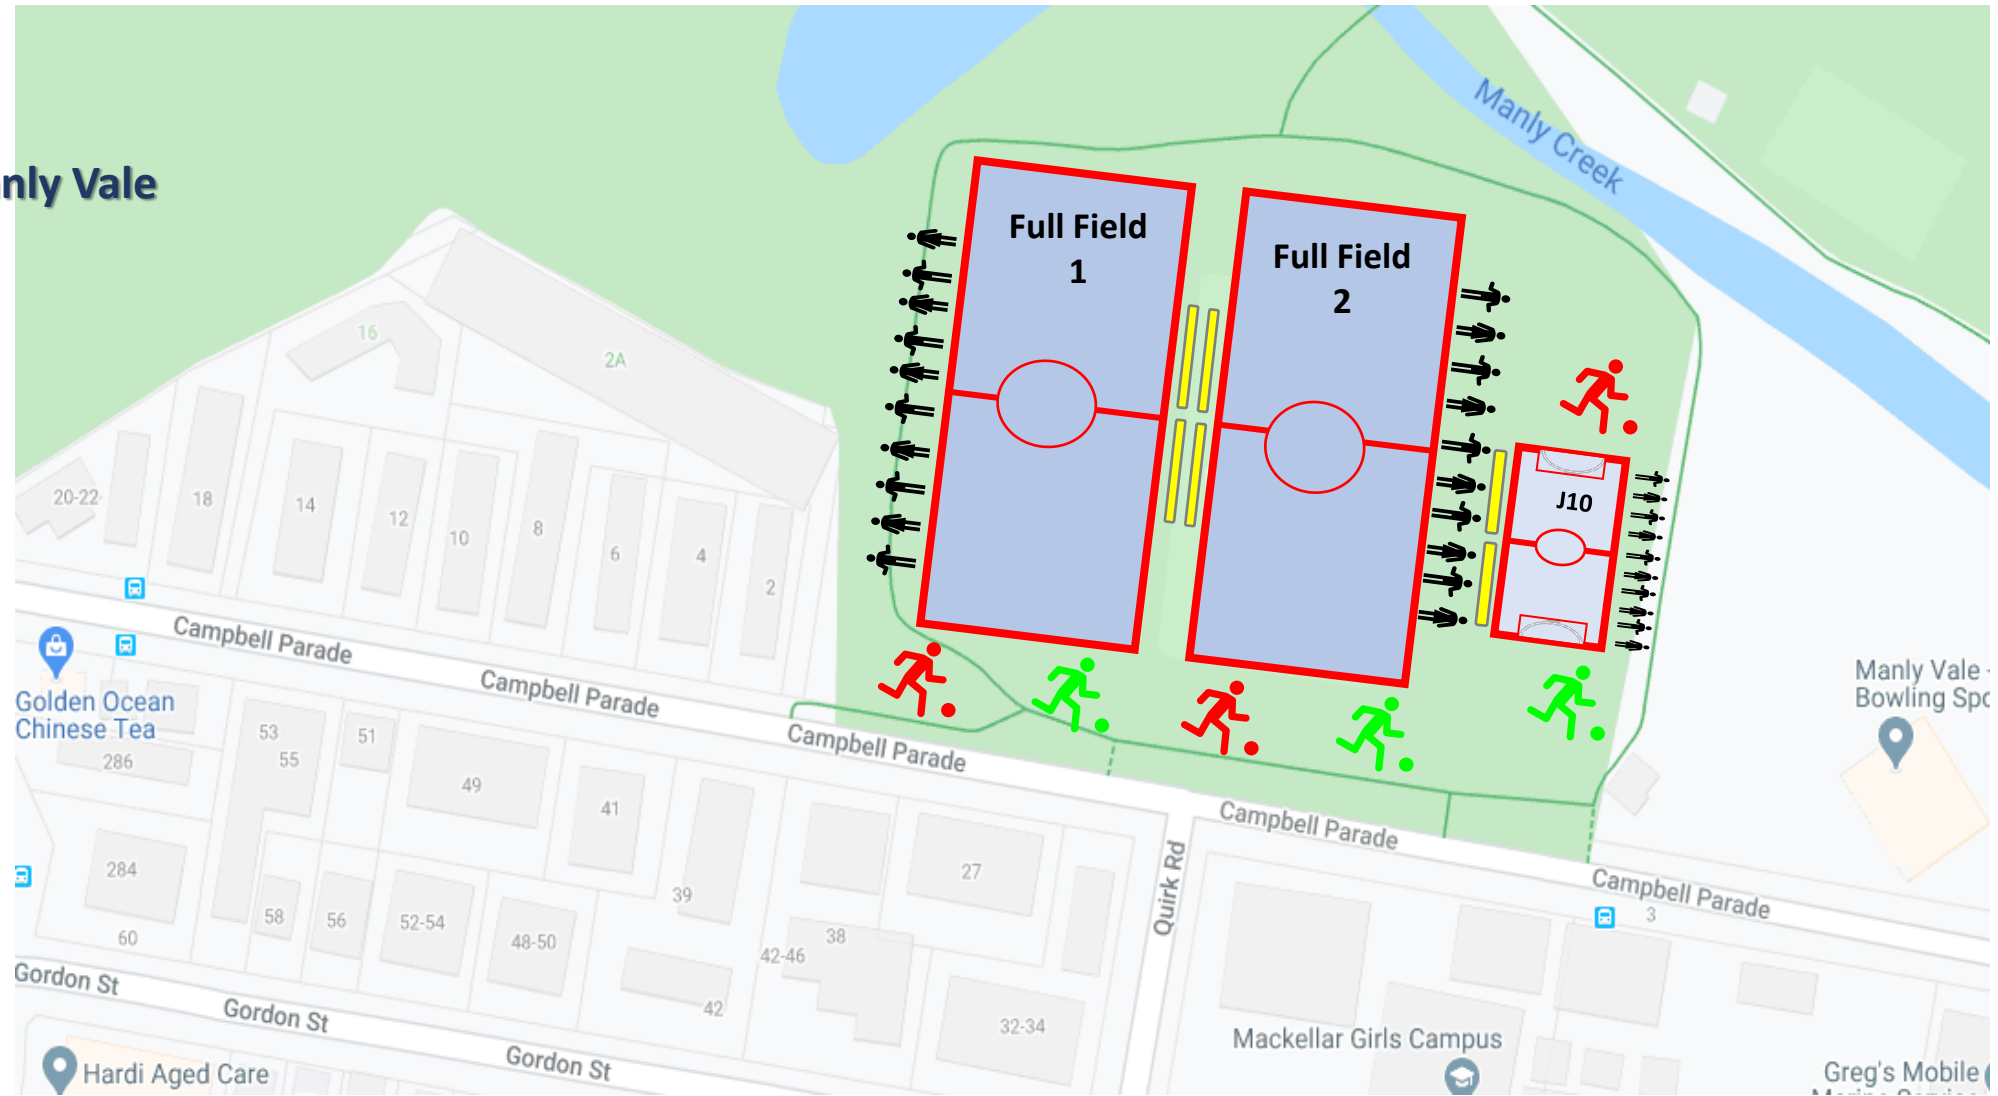 Manly Creek
nly Vale
Full Field
1
Full Field
2
16
2A
J10
20-22
18
14
12
10
8
6
4
2
Campbell Parade
Campbell Parade
Campbell Parade
Campbell Parade
Campbell Parade
Golden Ocean
Chinese Tea
Manly Vale -
Bowling Spo
53
55
51
286
49
41
284
58
56
52-54
48-50
60
39
27
38
42-46
42
32-34
3
Quirk Rd
Gordon St
Gordon St
Gordon St
Hardi Aged Care
Mackellar Girls Campus
Greg's Mobile